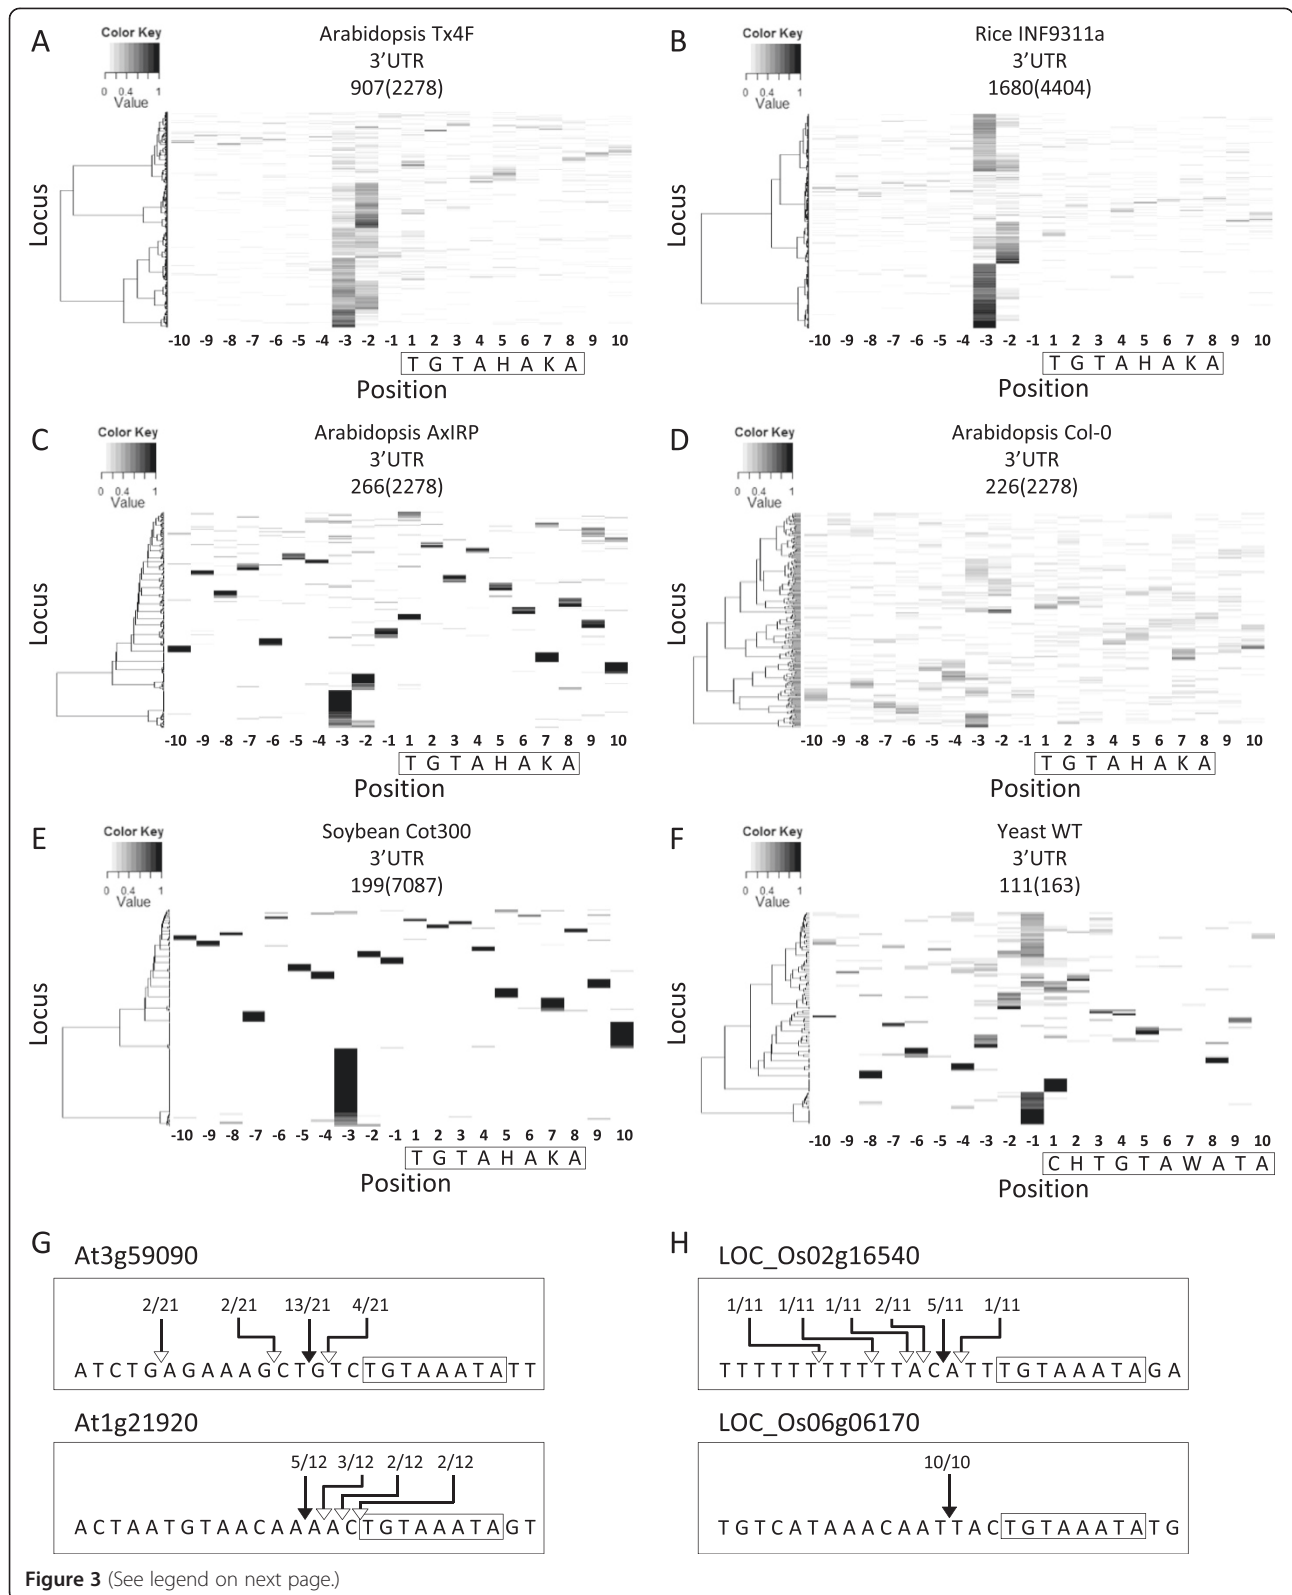 A
Color Key
0 0.4 1
Value
Arabidopsis Tx4F
3’UTR
907(2278)
Locus
-10 -9 -8 -7 -6 -5 -4 -3 -2 -1 1 2 3 4 5 6 7 8 9 10
T G T A H A K A
Position
B
Color Key
0 0.4 1
Value
Rice INF9311a
3’UTR
1680(4404)
Locus
-10 -9 -8 -7 -6 -5 -4 -3 -2 -1 1 2 3 4 5 6 7 8 9 10
T G T A H A K A
Position
C
Color Key
0 0.4 1
Value
Arabidopsis AxIRP
3’UTR
266(2278)
Locus
-10 -9 -8 -7 -6 -5 -4 -3 -2 -1 1 2 3 4 5 6 7 8 9 10
T G T A H A K A
Position
D
Color Key
0 0.4 1
Value
Arabidopsis Col-0
3’UTR
226(2278)
Locus
-10 -9 -8 -7 -6 -5 -4 -3 -2 -1 1 2 3 4 5 6 7 8 9 10
T G T A H A K A
Position
E
Color Key
0 0.4 1
Value
Soybean Cot300
3’UTR
199(7087)
Locus
-10 -9 -8 -7 -6 -5 -4 -3 -2 -1 1 2 3 4 5 6 7 8 9 10
T G T A H A K A
Position
F
Color Key
0 0.4 1
Value
Yeast WT
3’UTR
111(163)
Locus
-10 -9 -8 -7 -6 -5 -4 -3 -2 -1 1 2 3 4 5 6 7 8 9 10
C H T G T A W A T A
Position
G
At3g59090
2/21 2/21 13/21 4/21
A T C T G A G A A A G C T G T C T G T A A A T A T T
At1g21920
5/12 3/12 2/12 2/12
A C T A A T G T A A C A A A A C T G T A A A T A G T
H
LOC_Os02g16540
1/11 1/11 1/11 2/11 5/11 1/11
T T T T T T T T T T T A C A T T T G T A A A T A G A
LOC_Os06g06170
10/10
T G T C A T A A A C A A T T A C T G T A A A T A T G
Figure 3 (See legend on next page.)